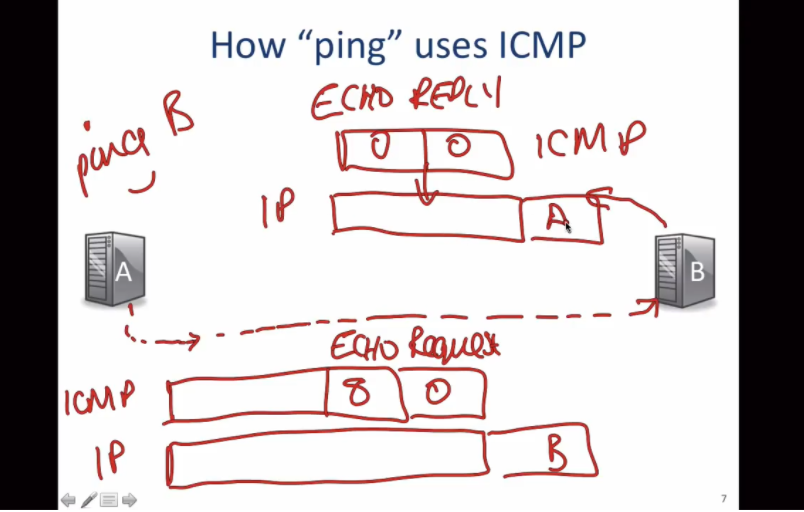 How “ping” uses ICMP
ECHO REPLY
ping B
0 0 ICMP
IP A
A B
ECHO Request
ICMP 8 0
IP B
7